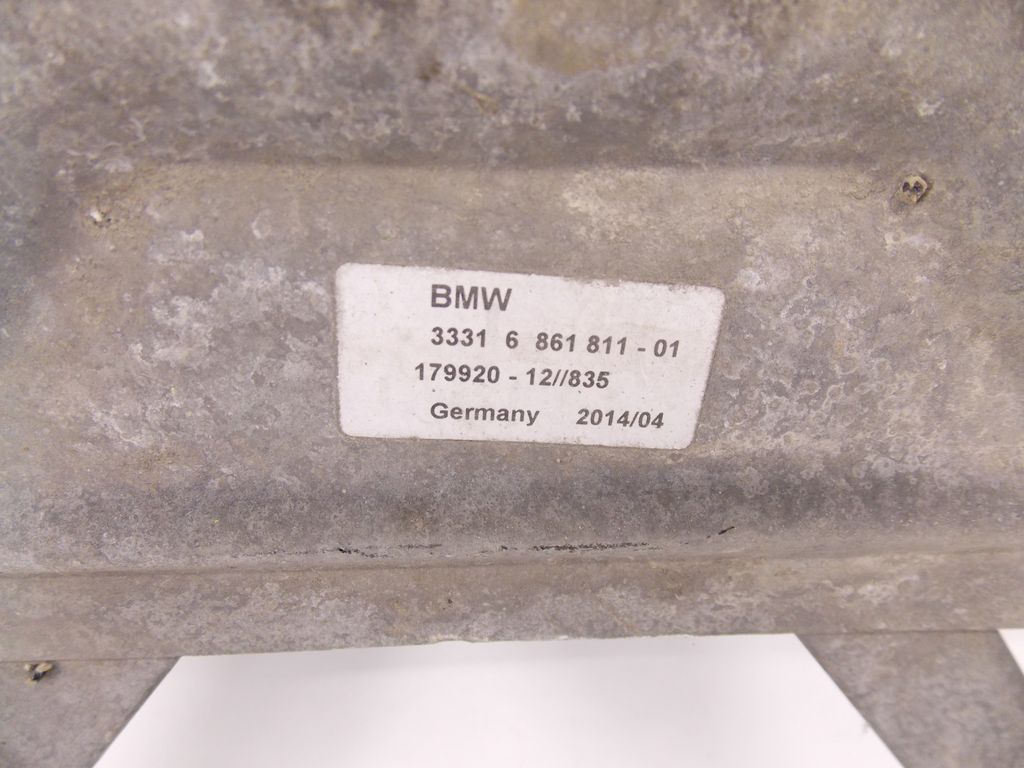 BMW
3331 6 861 811 - 01
179920 - 12//835
Germany 2014/04